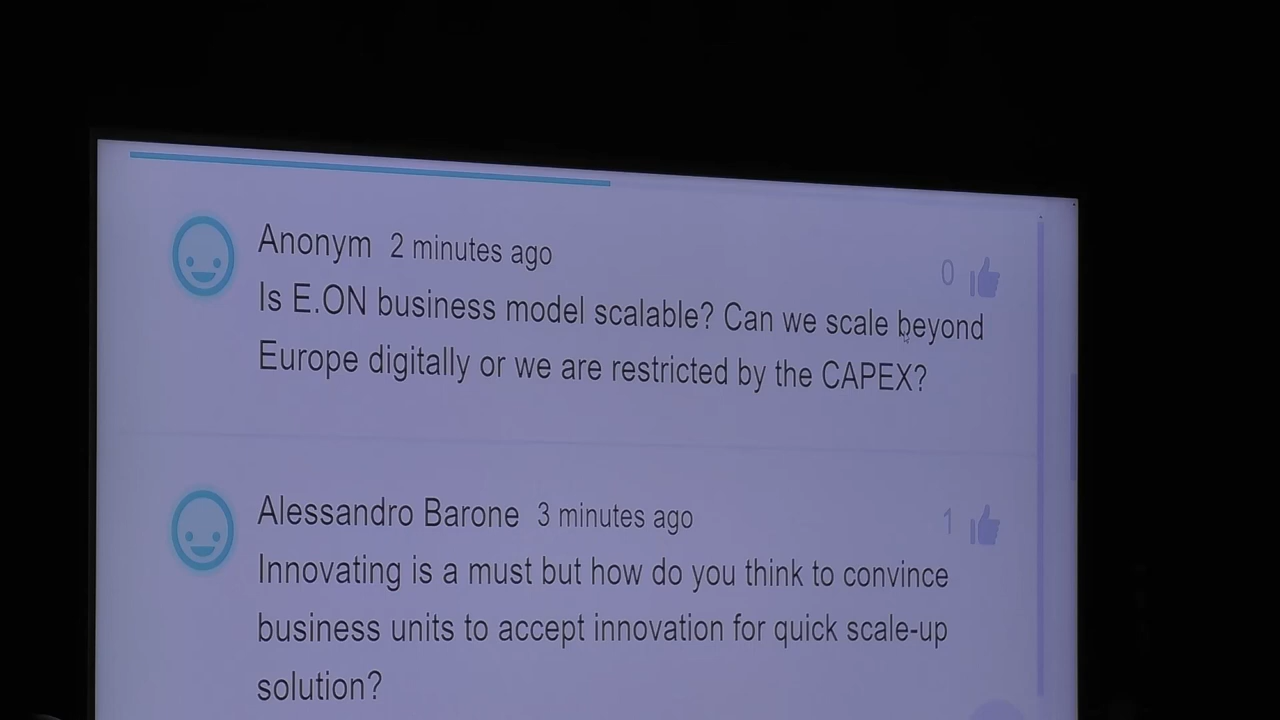 Anonym 2 minutes ago
0
Is E.ON business model scalable? Can we scale beyond
Europe digitally or we are restricted by the CAPEX?
Alessandro Barone 3 minutes ago
1
Innovating is a must but how do you think to convince
business units to accept innovation for quick scale-up
solution?